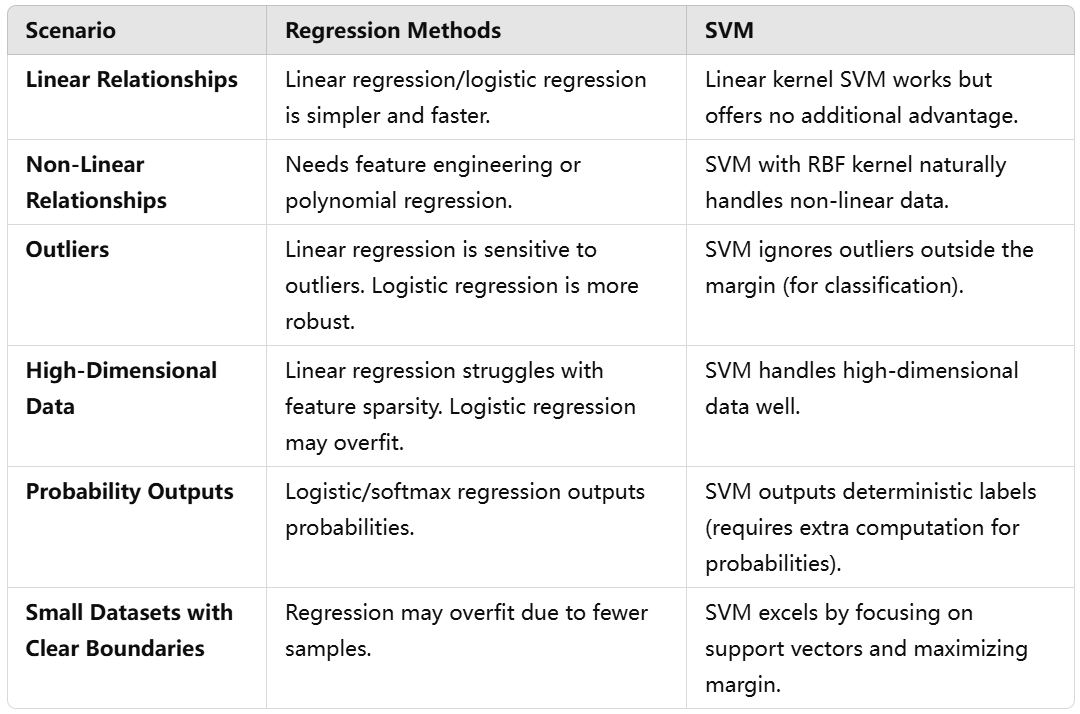 Scenario
Regression Methods
SVM
Linear Relationships
Linear regression/logistic regression
is simpler and faster.
Linear kernel SVM works but
offers no additional advantage.
Non-Linear
Relationships
Needs feature engineering or
polynomial regression.
SVM with RBF kernel naturally
handles non-linear data.
Outliers
Linear regression is sensitive to
outliers. Logistic regression is more
robust.
SVM ignores outliers outside the
margin (for classification).
High-Dimensional
Data
Linear regression struggles with
feature sparsity. Logistic regression
may overfit.
SVM handles high-dimensional
data well.
Probability Outputs
Logistic/softmax regression outputs
probabilities.
SVM outputs deterministic labels
(requires extra computation for
probabilities).
Small Datasets with
Clear Boundaries
Regression may overfit due to fewer
samples.
SVM excels by focusing on
support vectors and maximizing
margin.